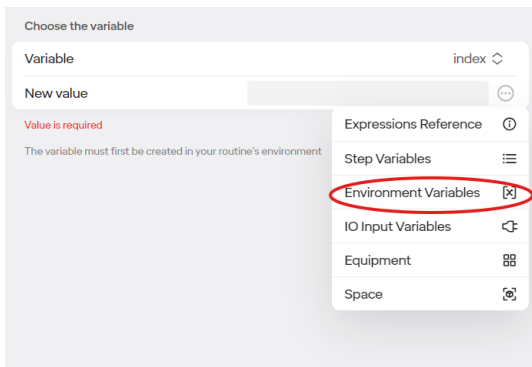 Choose the variable
Variable index
New value
Value is required
The variable must first be created in your routine's environment
Expressions Reference
Step Variables
Environment Variables
IO Input Variables
Equipment
Space